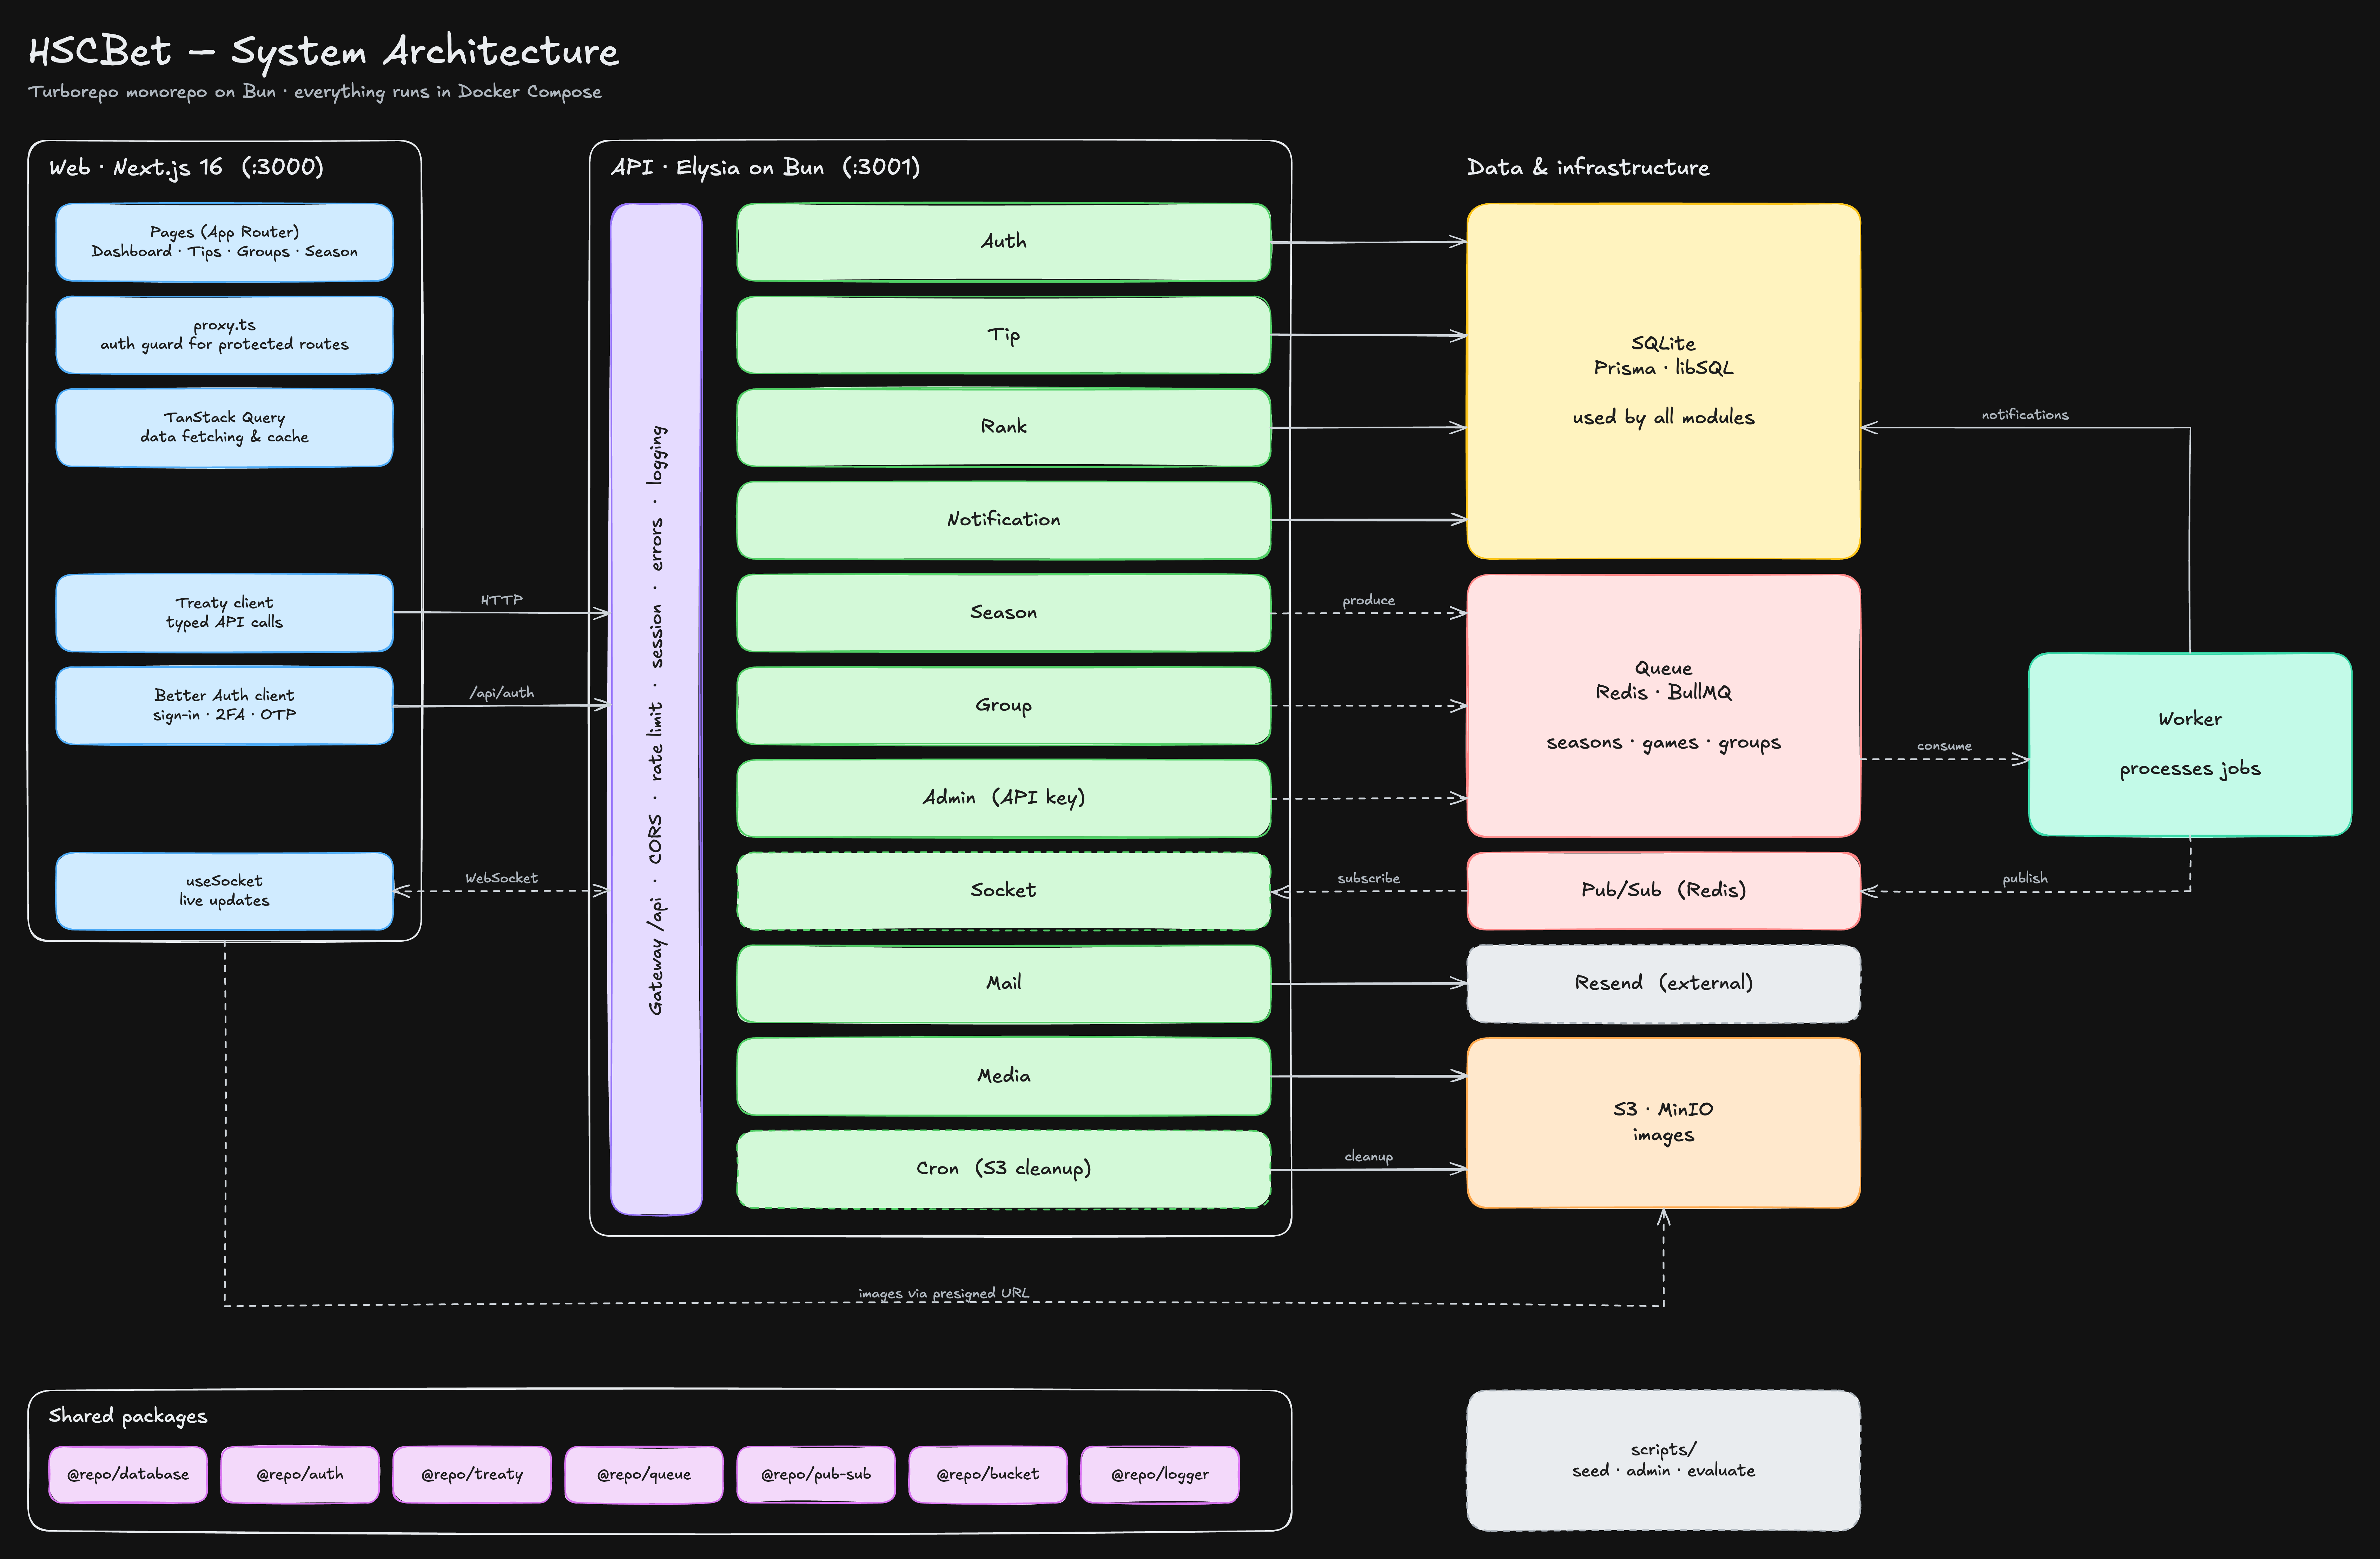 HSCBet — System Architecture
Turborepo monorepo on Bun · everything runs in Docker Compose
Web · Next.js 16 (:3000)
Pages (App Router)
Dashboard · Tips · Groups · Season
proxy.ts
auth guard for protected routes
TanStack Query
data fetching & cache
Treaty client
typed API calls
Better Auth client
sign-in · 2FA · OTP
useSocket
live updates
HTTP
/api/auth
WebSocket
API · Elysia on Bun (:3001)
Gateway /api · CORS · rate limit · session · errors · logging
Auth
Tip
Rank
Notification
Season
Group
Admin (API key)
Socket
Mail
Media
Cron (S3 cleanup)
produce
subscribe
cleanup
Data & infrastructure
SQLite
Prisma · libSQL
used by all modules
Queue
Redis · BullMQ
seasons · games · groups
Pub/Sub (Redis)
Resend (external)
S3 · MinIO
images
notifications
consume
publish
Worker
processes jobs
images via presigned URL
Shared packages
@repo/database
@repo/auth
@repo/treaty
@repo/queue
@repo/pub-sub
@repo/bucket
@repo/logger
scripts/
seed · admin · evaluate